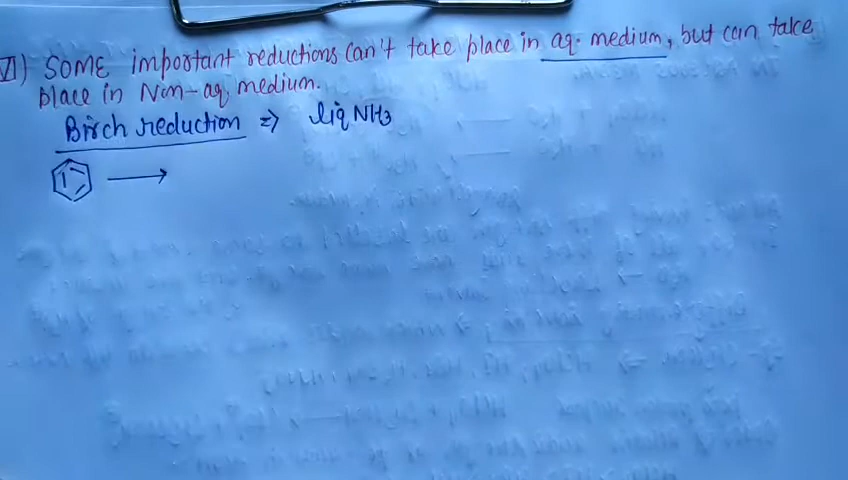 VI) SOME important reductions can't take place in aq. medium, but can take
place in Non-aq. medium.
Birch reduction => liq NH3